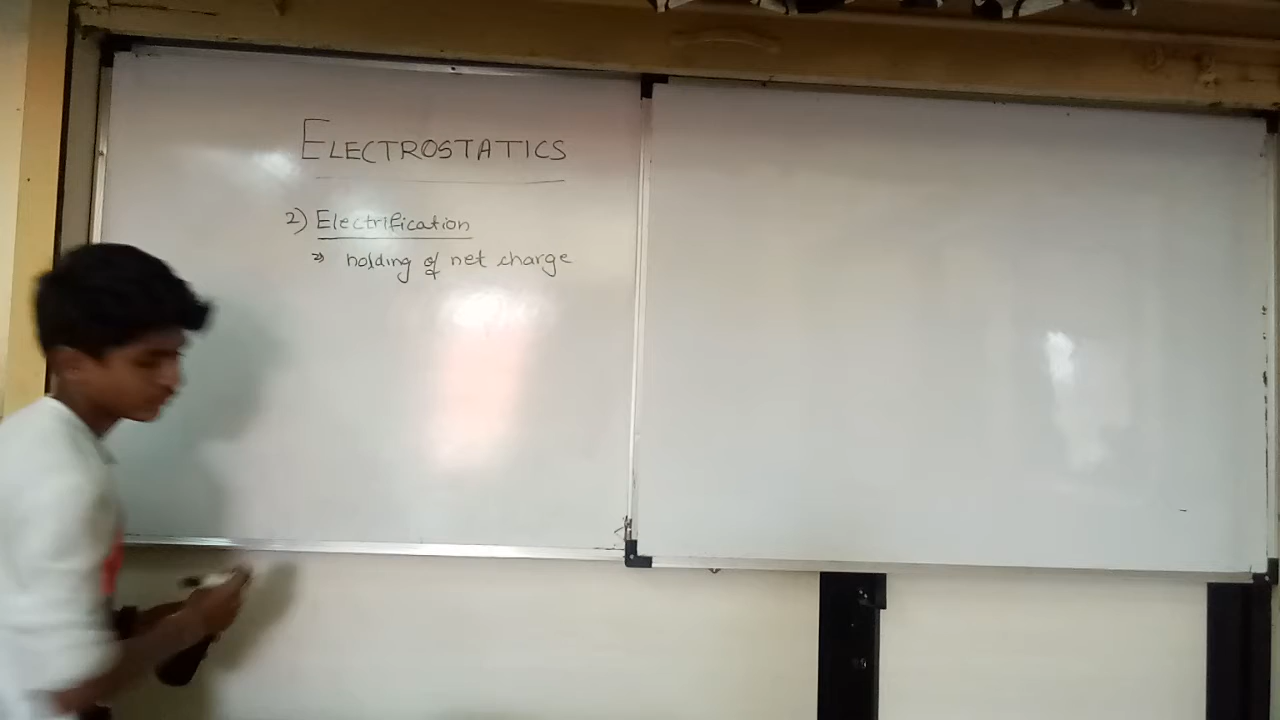 ELECTROSTATICS
2) Electrification
⇒ holding of net charge